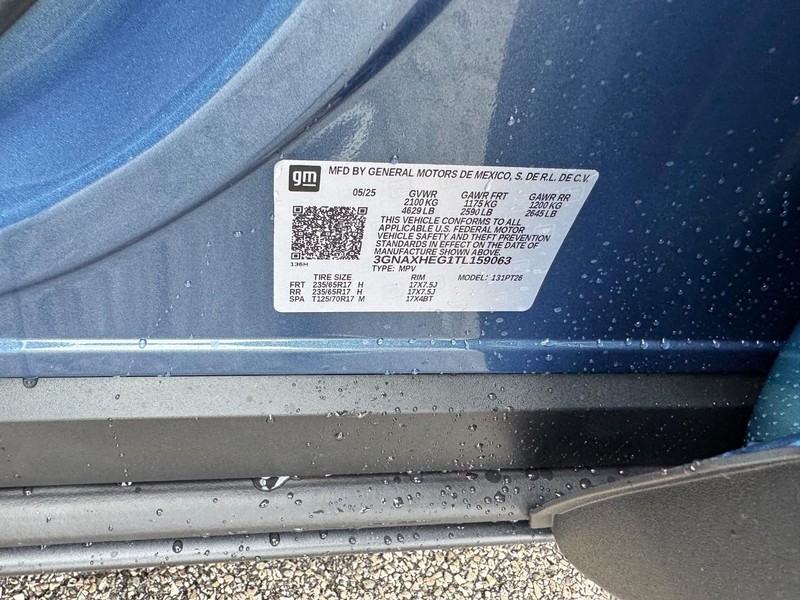 gm
MFD BY GENERAL MOTORS DE MEXICO, S. DE R.L. DE C.V.
05/25 GVWR GAWR FRT GAWR RR
2100 KG 1175 KG 1200 KG
4629 LB 2590 LB 2645 LB
THIS VEHICLE CONFORMS TO ALL
APPLICABLE U.S. FEDERAL MOTOR
VEHICLE SAFETY AND THEFT PREVENTION
STANDARDS IN EFFECT ON THE DATE OF
MANUFACTURE SHOWN ABOVE.
136H
3GNAXHEG1TL159063
TYPE: MPV
TIRE SIZE RIM MODEL: 131PT26
FRT 235/65R17 H 17X7.5J
RR 235/65R17 H 17X7.5J
SPA T125/70R17 M 17X4BT